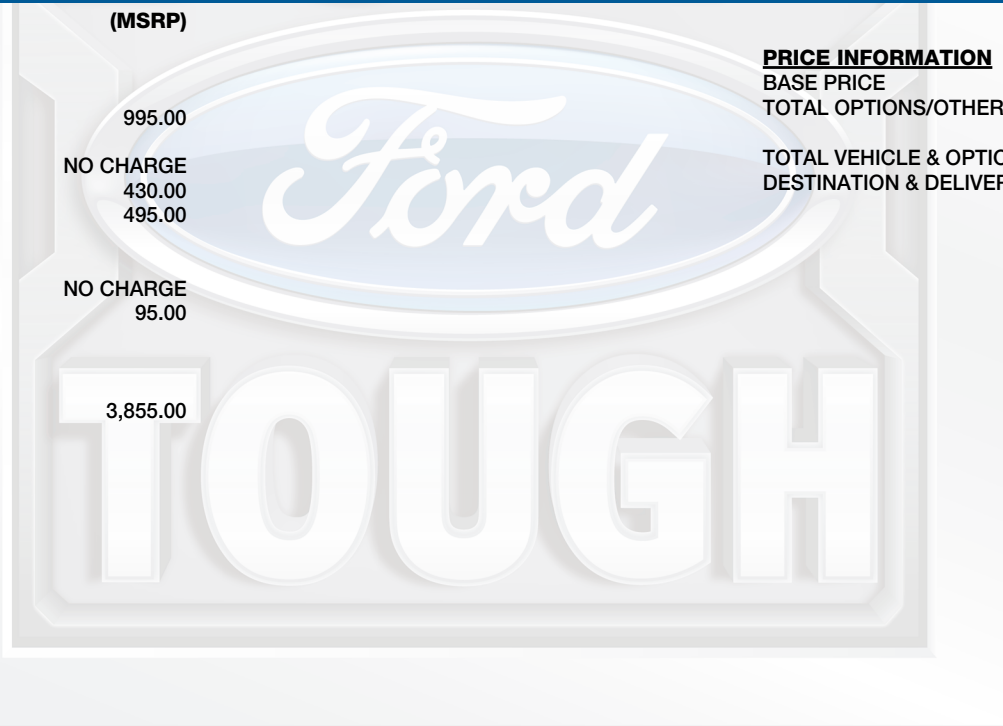 (MSRP)
995.00
NO CHARGE
430.00
495.00
NO CHARGE
95.00
3,855.00
PRICE INFORMATION
BASE PRICE
TOTAL OPTIONS/OTHER
TOTAL VEHICLE & OPTIO
DESTINATION & DELIVER
Ford
TOUGH